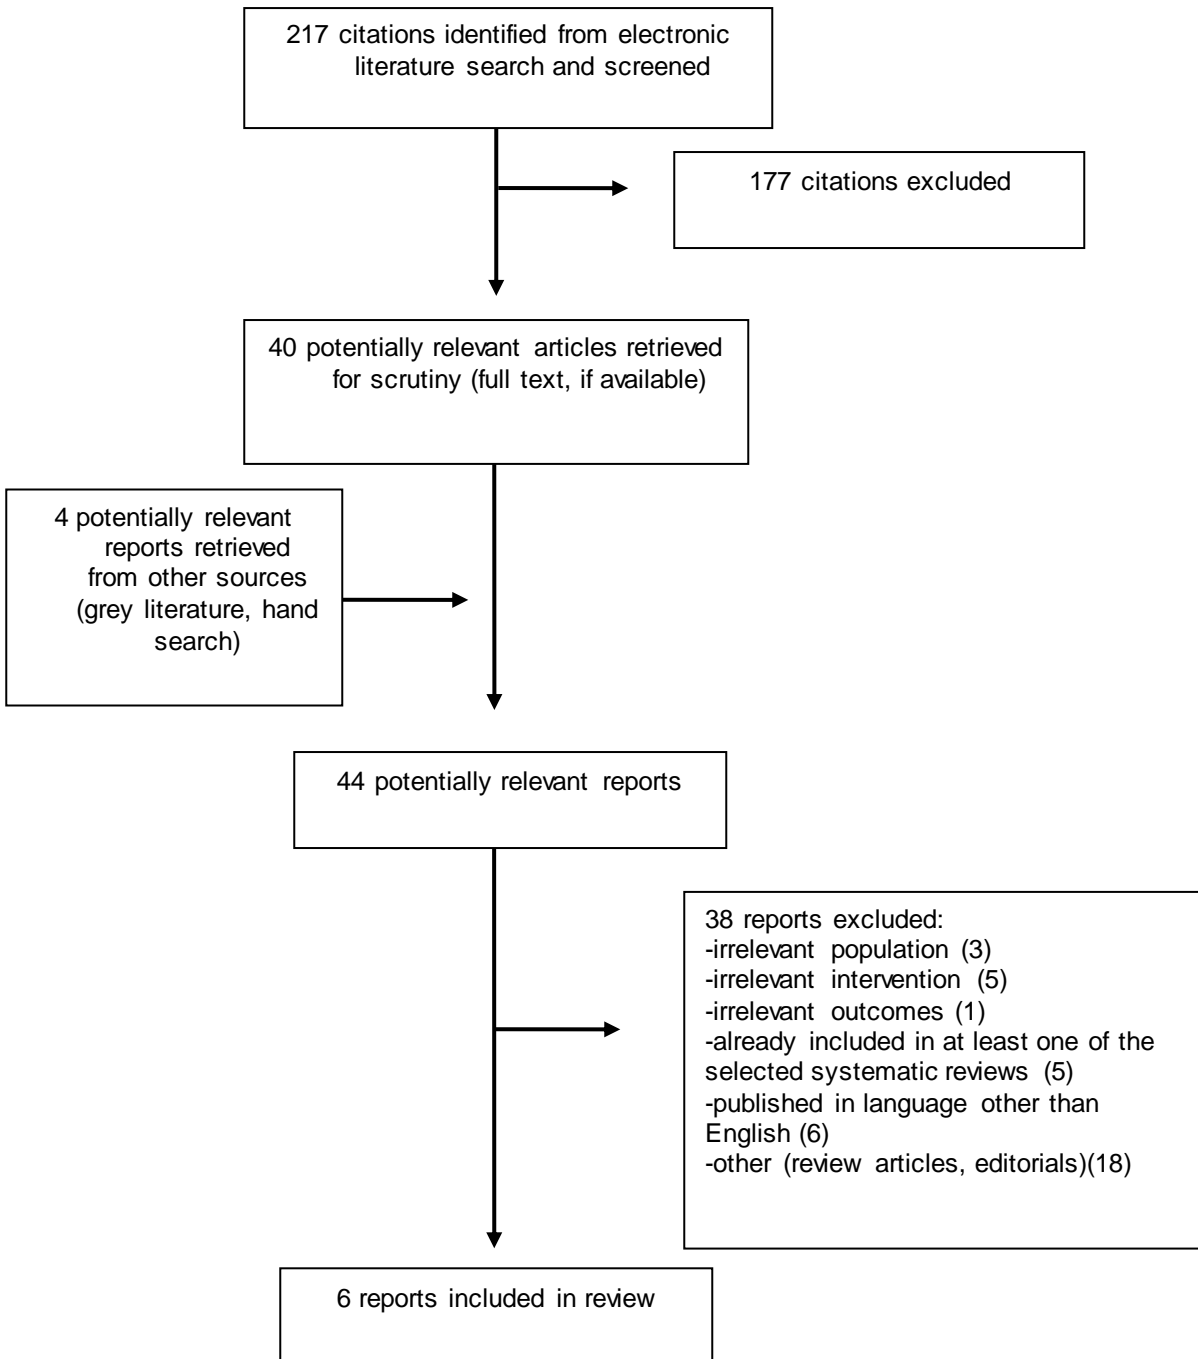 217 citations identified from electronic
literature search and screened
177 citations excluded
40 potentially relevant articles retrieved
for scrutiny (full text, if available)
4 potentially relevant
reports retrieved
from other sources
(grey literature, hand
search)
44 potentially relevant reports
38 reports excluded:
-irrelevant population (3)
-irrelevant intervention (5)
-irrelevant outcomes (1)
-already included in at least one of the
selected systematic reviews (5)
-published in language other than
English (6)
-other (review articles, editorials)(18)
6 reports included in review